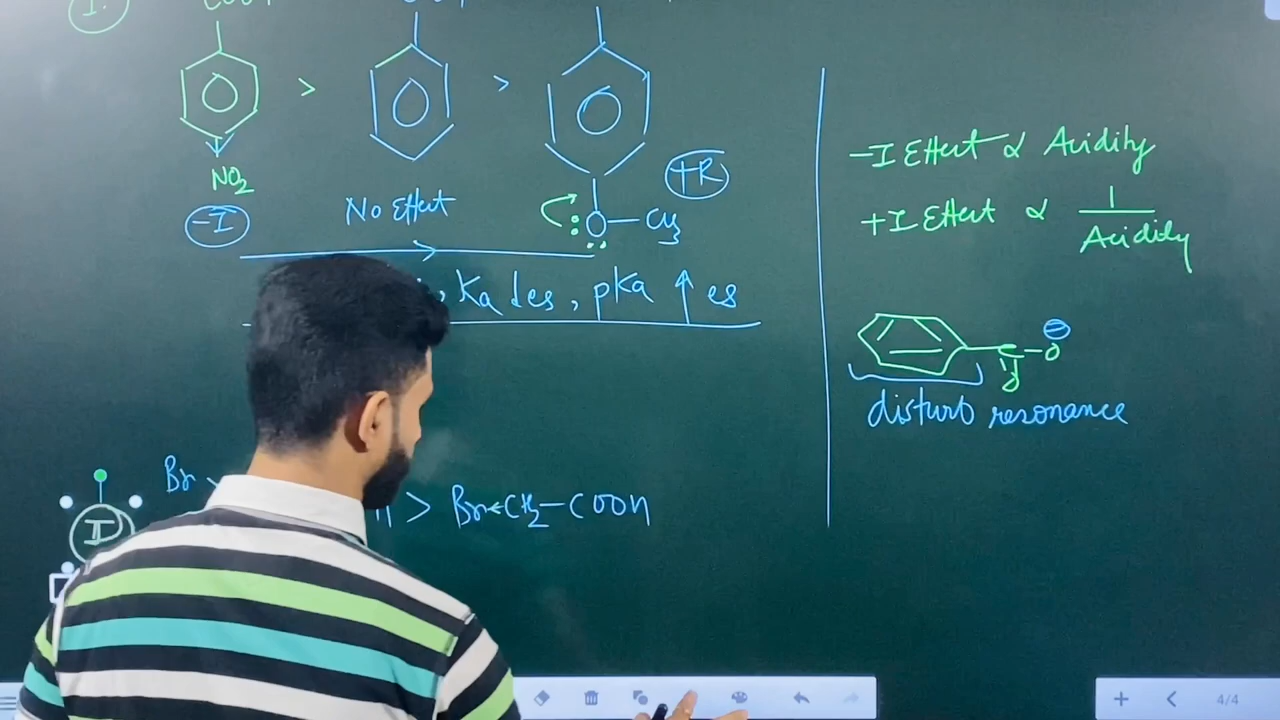 I.
>
>
NO2
-I
No Effect
O-CH3
+R
Ka des, pka ↑ es
II
Br
> Br<CH2-COOH
-I Effect α Acidity
+I Effect α 1/Acidity
C-O ⊖
O
disturb resonance
4/4